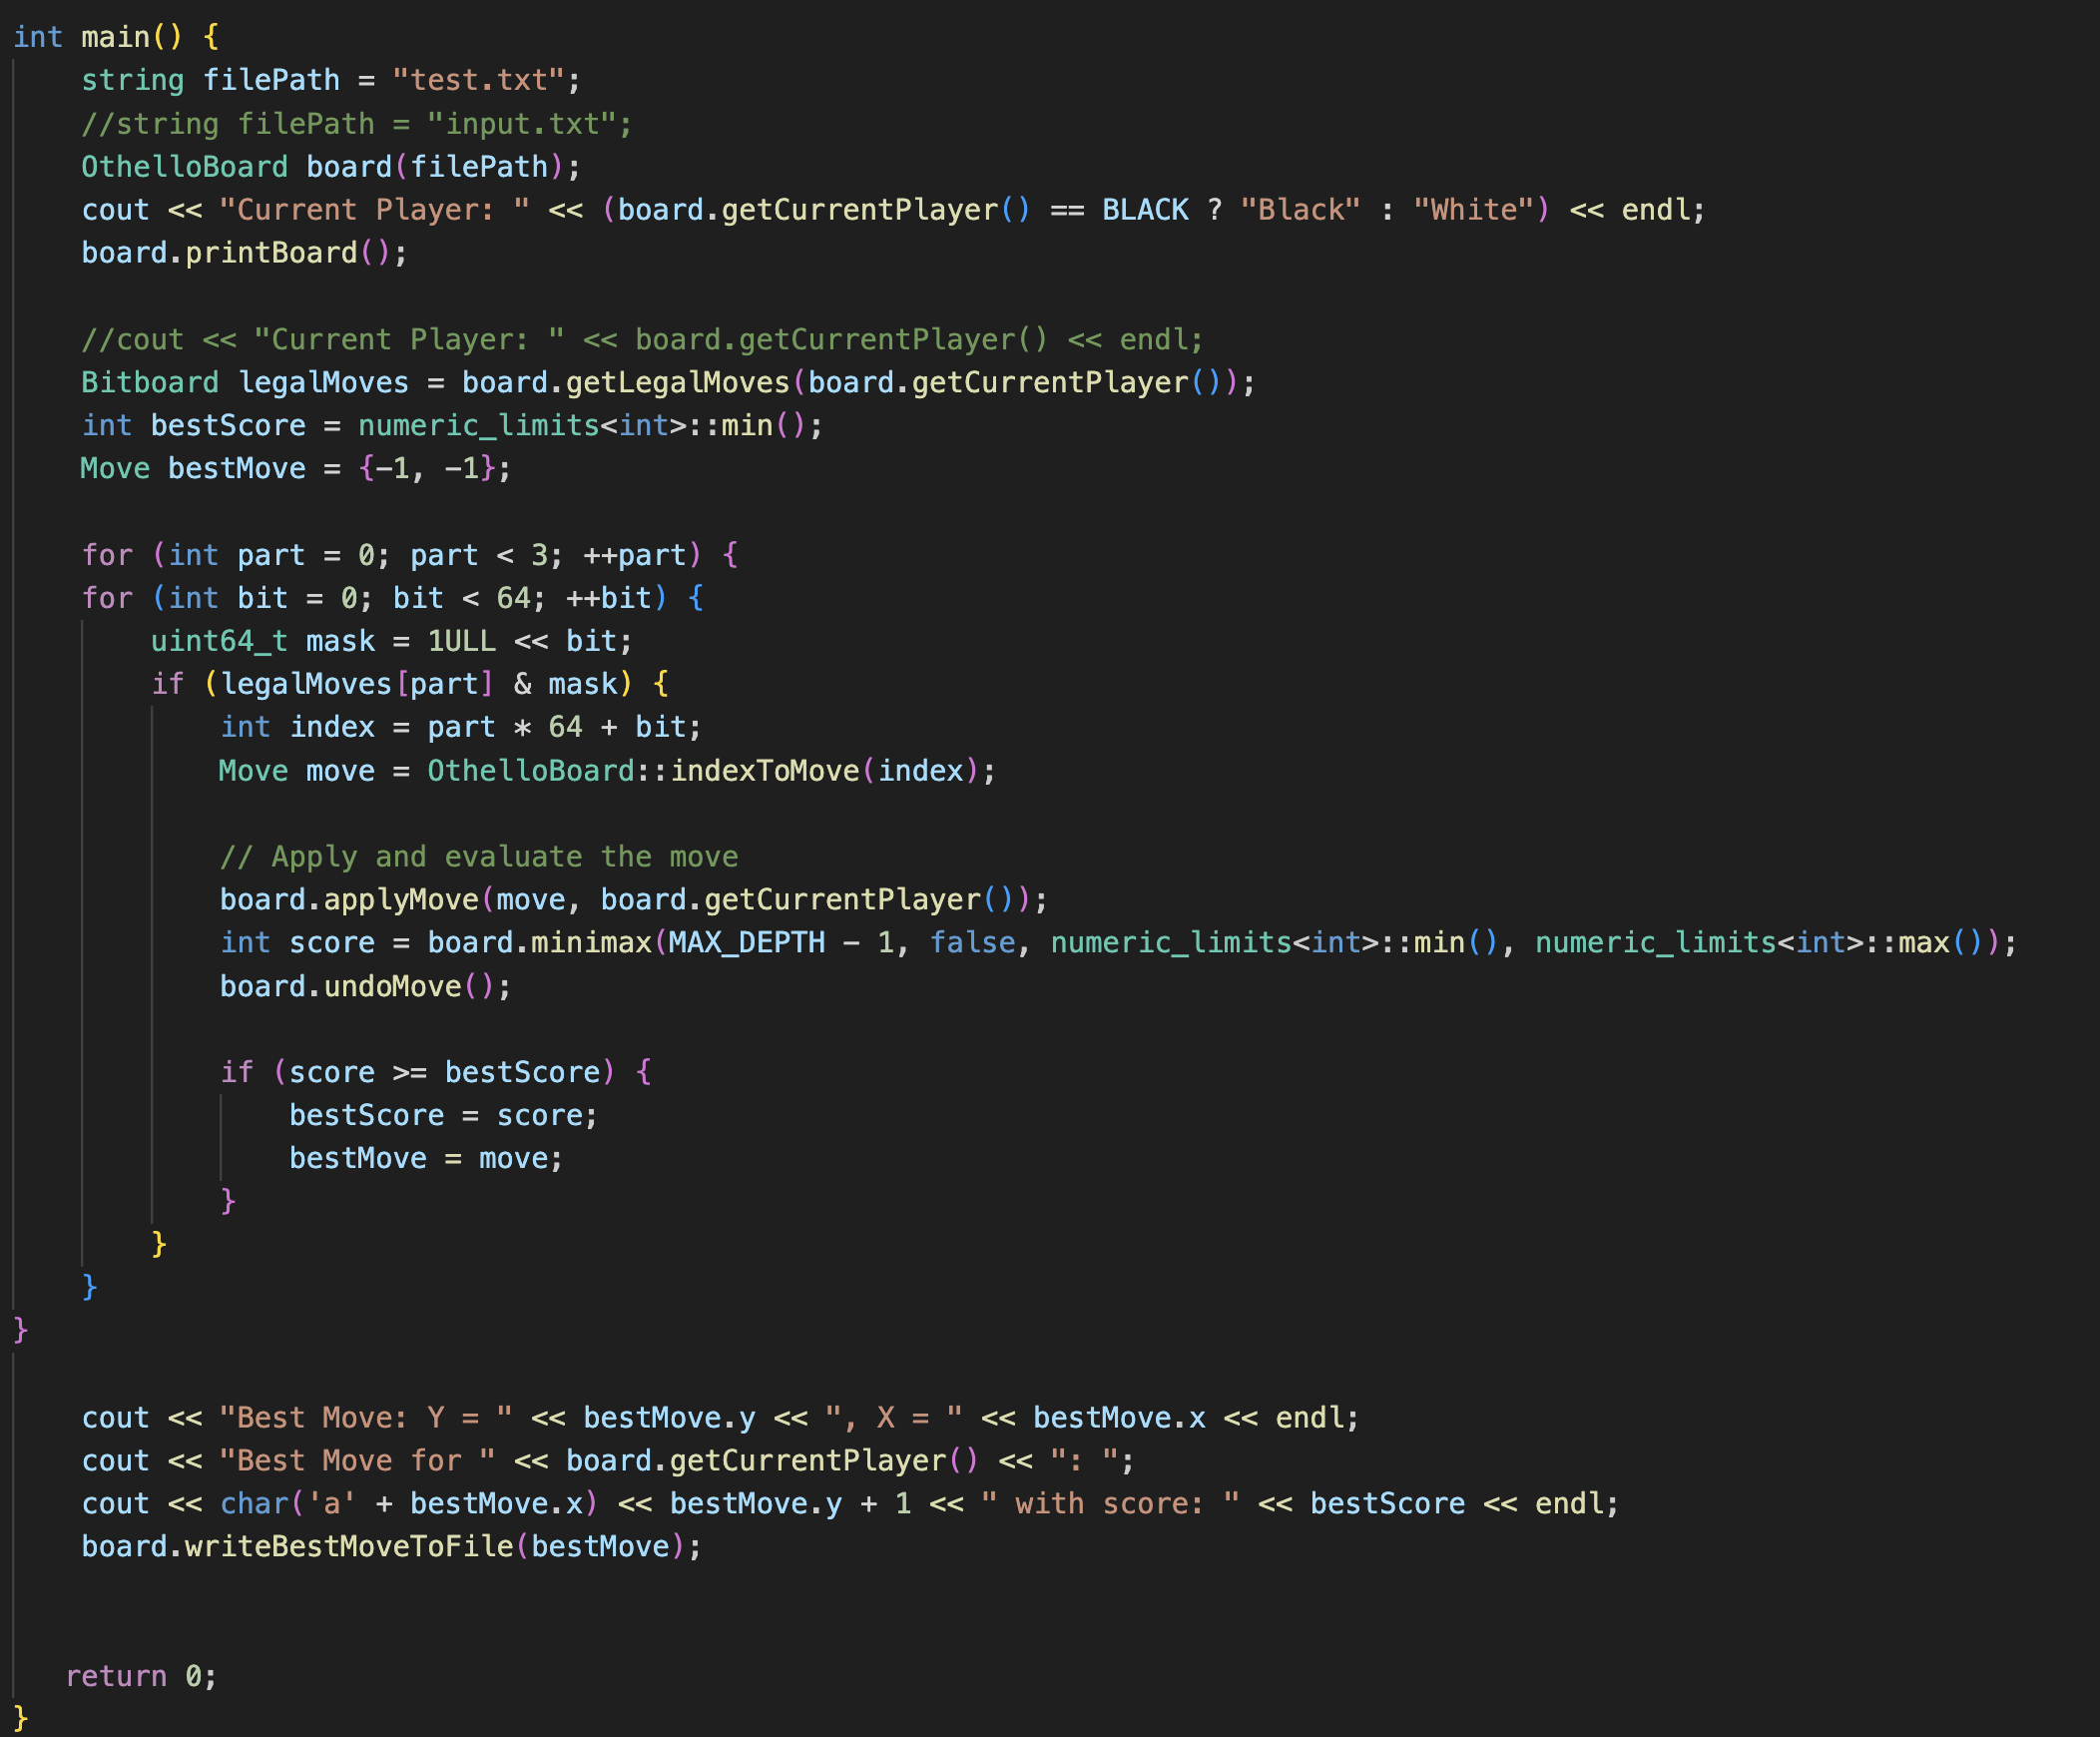 int main() {
    string filePath = "test.txt";
    //string filePath = "input.txt";
    OthelloBoard board(filePath);
    cout << "Current Player: " << (board.getCurrentPlayer() == BLACK ? "Black" : "White") << endl;
    board.printBoard();

    //cout << "Current Player: " << board.getCurrentPlayer() << endl;
    Bitboard legalMoves = board.getLegalMoves(board.getCurrentPlayer());
    int bestScore = numeric_limits<int>::min();
    Move bestMove = {-1, -1};

    for (int part = 0; part < 3; ++part) {
    for (int bit = 0; bit < 64; ++bit) {
        uint64_t mask = 1ULL << bit;
        if (legalMoves[part] & mask) {
            int index = part * 64 + bit;
            Move move = OthelloBoard::indexToMove(index);

            // Apply and evaluate the move
            board.applyMove(move, board.getCurrentPlayer());
            int score = board.minimax(MAX_DEPTH - 1, false, numeric_limits<int>::min(), numeric_limits<int>::max());
            board.undoMove();

            if (score >= bestScore) {
                bestScore = score;
                bestMove = move;
            }
        }
    }
}

    cout << "Best Move: Y = " << bestMove.y << ", X = " << bestMove.x << endl;
    cout << "Best Move for " << board.getCurrentPlayer() << ": ";
    cout << char('a' + bestMove.x) << bestMove.y + 1 << " with score: " << bestScore << endl;
    board.writeBestMoveToFile(bestMove);


   return 0;
}